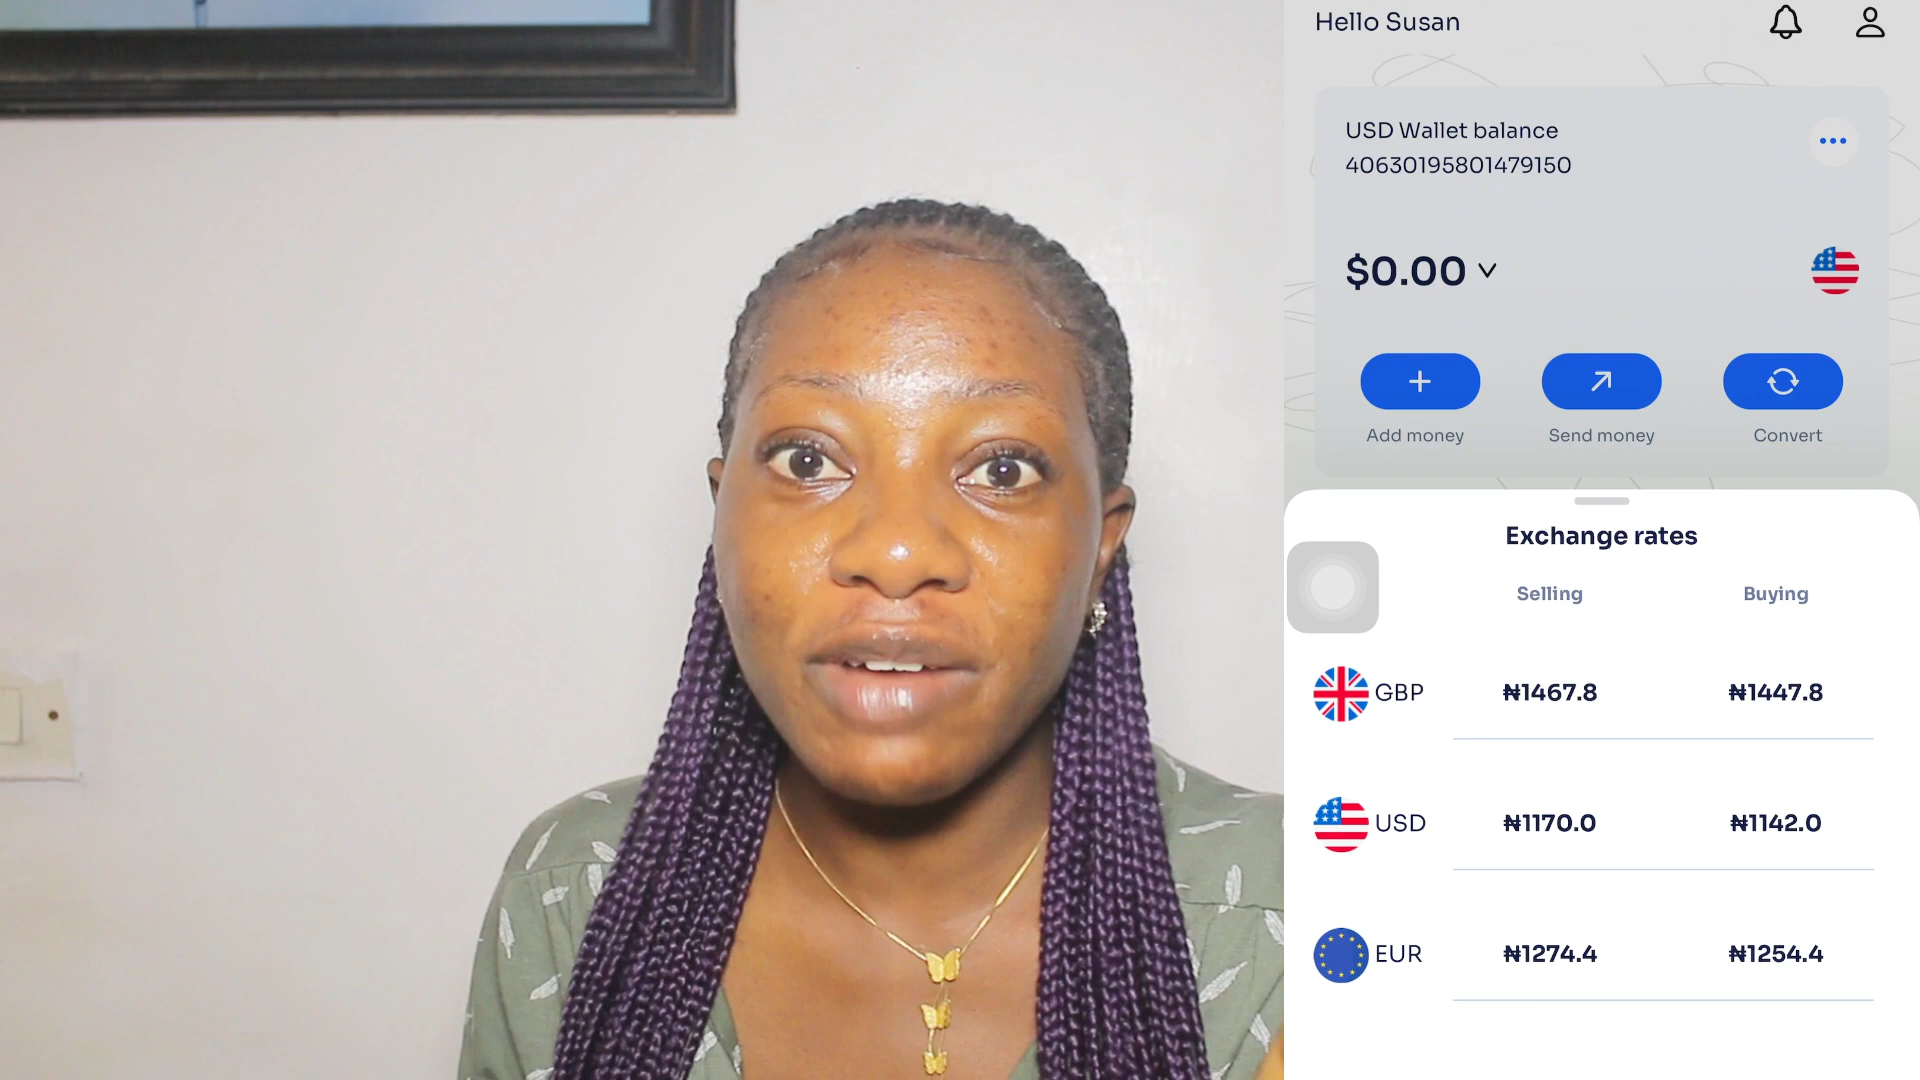 Hello Susan
USD Wallet balance
40630195801479150
$0.00
Add money
Send money
Convert
Exchange rates
Selling Buying
GBP ₦1467.8 ₦1447.8
USD ₦1170.0 ₦1142.0
EUR ₦1274.4 ₦1254.4